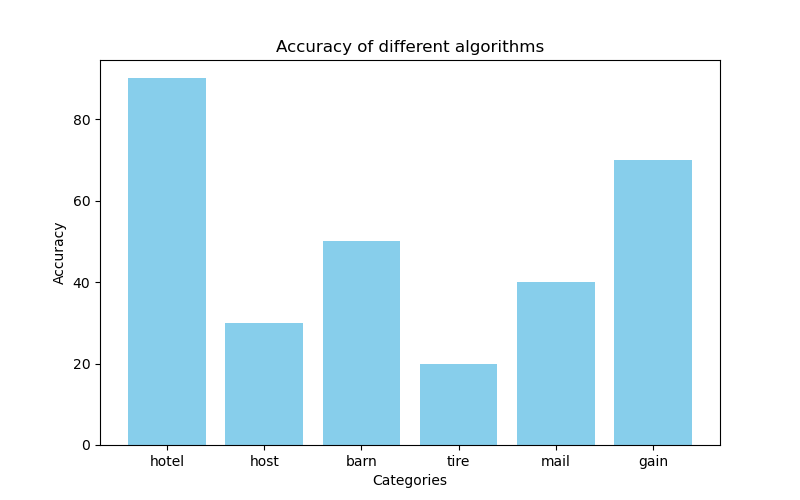 Accuracy of different algorithms
Accuracy
80
60
40
20
0
hotel host barn tire mail gain
Categories